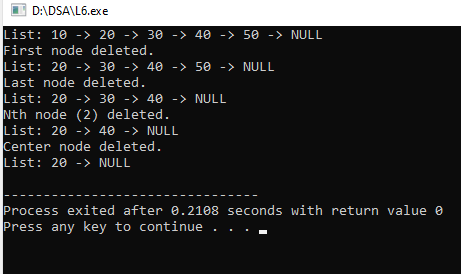 D:\DSA\L6.exe
List: 10 -> 20 -> 30 -> 40 -> 50 -> NULL
First node deleted.
List: 20 -> 30 -> 40 -> 50 -> NULL
Last node deleted.
List: 20 -> 30 -> 40 -> NULL
Nth node (2) deleted.
List: 20 -> 40 -> NULL
Center node deleted.
List: 20 -> NULL
--------------------------------
Process exited after 0.2108 seconds with return value 0
Press any key to continue . . .